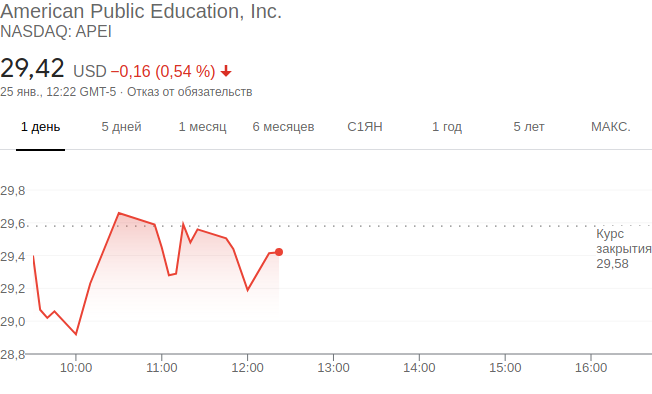 American Public Education, Inc.
NASDAQ: APEI
29,42 USD −0,16 (0,54 %)
25 янв., 12:22 GMT-5 · Отказ от обязательств
1 день 5 дней 1 месяц 6 месяцев С1ЯН 1 год 5 лет МАКС.
29,8
29,6
Курс
закрытия
29,58
29,4
29,2
29,0
28,8
10:00 11:00 12:00 13:00 14:00 15:00 16:00